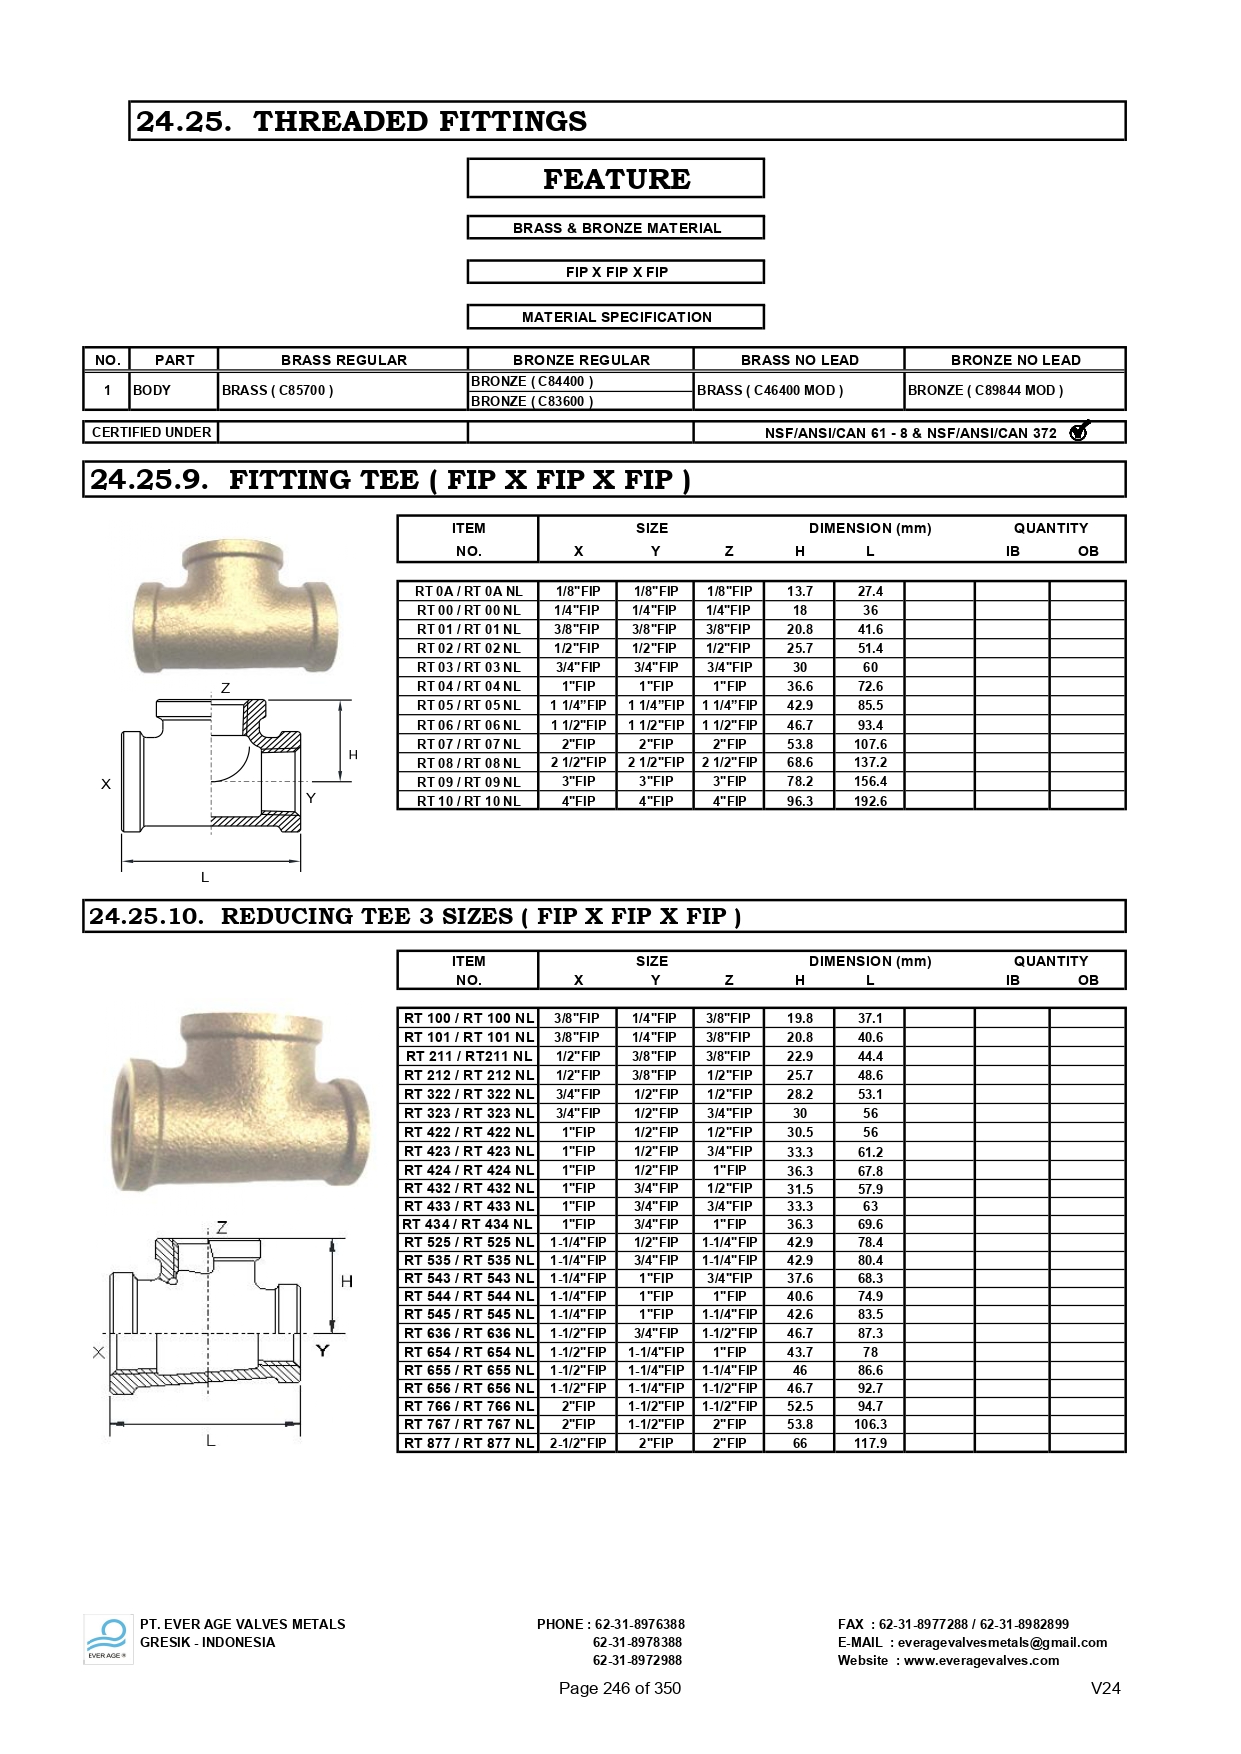 24.25. THREADED FITTINGS
FEATURE
BRASS & BRONZE MATERIAL
FIP X FIP X FIP
MATERIAL SPECIFICATION
NO. PART BRASS REGULAR BRONZE REGULAR BRASS NO LEAD BRONZE NO LEAD
1 BODY BRASS ( C85700 ) BRONZE ( C84400 ) BRASS ( C46400 MOD ) BRONZE ( C89844 MOD )
BRONZE ( C83600 )
CERTIFIED UNDER NSF/ANSI/CAN 61 - 8 & NSF/ANSI/CAN 372
24.25.9. FITTING TEE ( FIP X FIP X FIP )
ITEM SIZE DIMENSION (mm) QUANTITY
NO. X Y Z H L IB OB
RT 0A / RT 0A NL 1/8"FIP 1/8"FIP 1/8"FIP 13.7 27.4
RT 00 / RT 00 NL 1/4"FIP 1/4"FIP 1/4"FIP 18 36
RT 01 / RT 01 NL 3/8"FIP 3/8"FIP 3/8"FIP 20.8 41.6
RT 02 / RT 02 NL 1/2"FIP 1/2"FIP 1/2"FIP 25.7 51.4
RT 03 / RT 03 NL 3/4"FIP 3/4"FIP 3/4"FIP 30 60
RT 04 / RT 04 NL 1"FIP 1"FIP 1"FIP 36.6 72.6
RT 05 / RT 05 NL 1 1/4”FIP 1 1/4”FIP 1 1/4”FIP 42.9 85.5
RT 06 / RT 06 NL 1 1/2"FIP 1 1/2"FIP 1 1/2"FIP 46.7 93.4
RT 07 / RT 07 NL 2"FIP 2"FIP 2"FIP 53.8 107.6
RT 08 / RT 08 NL 2 1/2"FIP 2 1/2"FIP 2 1/2"FIP 68.6 137.2
RT 09 / RT 09 NL 3"FIP 3"FIP 3"FIP 78.2 156.4
RT 10 / RT 10 NL 4"FIP 4"FIP 4"FIP 96.3 192.6
Z
H
X
Y
L
24.25.10. REDUCING TEE 3 SIZES ( FIP X FIP X FIP )
ITEM SIZE DIMENSION (mm) QUANTITY
NO. X Y Z H L IB OB
RT 100 / RT 100 NL 3/8"FIP 1/4"FIP 3/8"FIP 19.8 37.1
RT 101 / RT 101 NL 3/8"FIP 1/4"FIP 3/8"FIP 20.8 40.6
RT 211 / RT211 NL 1/2"FIP 3/8"FIP 3/8"FIP 22.9 44.4
RT 212 / RT 212 NL 1/2"FIP 3/8"FIP 1/2"FIP 25.7 48.6
RT 322 / RT 322 NL 3/4"FIP 1/2"FIP 1/2"FIP 28.2 53.1
RT 323 / RT 323 NL 3/4"FIP 1/2"FIP 3/4"FIP 30 56
RT 422 / RT 422 NL 1"FIP 1/2"FIP 1/2"FIP 30.5 56
RT 423 / RT 423 NL 1"FIP 1/2"FIP 3/4"FIP 33.3 61.2
RT 424 / RT 424 NL 1"FIP 1/2"FIP 1"FIP 36.3 67.8
RT 432 / RT 432 NL 1"FIP 3/4"FIP 1/2"FIP 31.5 57.9
RT 433 / RT 433 NL 1"FIP 3/4"FIP 3/4"FIP 33.3 63
RT 434 / RT 434 NL 1"FIP 3/4"FIP 1"FIP 36.3 69.6
RT 525 / RT 525 NL 1-1/4"FIP 1/2"FIP 1-1/4"FIP 42.9 78.4
RT 535 / RT 535 NL 1-1/4"FIP 3/4"FIP 1-1/4"FIP 42.9 80.4
RT 543 / RT 543 NL 1-1/4"FIP 1"FIP 3/4"FIP 37.6 68.3
RT 544 / RT 544 NL 1-1/4"FIP 1"FIP 1"FIP 40.6 74.9
RT 545 / RT 545 NL 1-1/4"FIP 1"FIP 1-1/4"FIP 42.6 83.5
RT 636 / RT 636 NL 1-1/2"FIP 3/4"FIP 1-1/2"FIP 46.7 87.3
RT 654 / RT 654 NL 1-1/2"FIP 1-1/4"FIP 1"FIP 43.7 78
RT 655 / RT 655 NL 1-1/2"FIP 1-1/4"FIP 1-1/4"FIP 46 86.6
RT 656 / RT 656 NL 1-1/2"FIP 1-1/4"FIP 1-1/2"FIP 46.7 92.7
RT 766 / RT 766 NL 2"FIP 1-1/2"FIP 1-1/2"FIP 52.5 94.7
RT 767 / RT 767 NL 2"FIP 1-1/2"FIP 2"FIP 53.8 106.3
RT 877 / RT 877 NL 2-1/2"FIP 2"FIP 2"FIP 66 117.9
Z
H
X
Y
L
EVER AGE ®
PT. EVER AGE VALVES METALS PHONE : 62-31-8976388 FAX : 62-31-8977288 / 62-31-8982899
GRESIK - INDONESIA 62-31-8978388 E-MAIL : everagevalvesmetals@gmail.com
62-31-8972988 Website : www.everagevalves.com
Page 246 of 350 V24